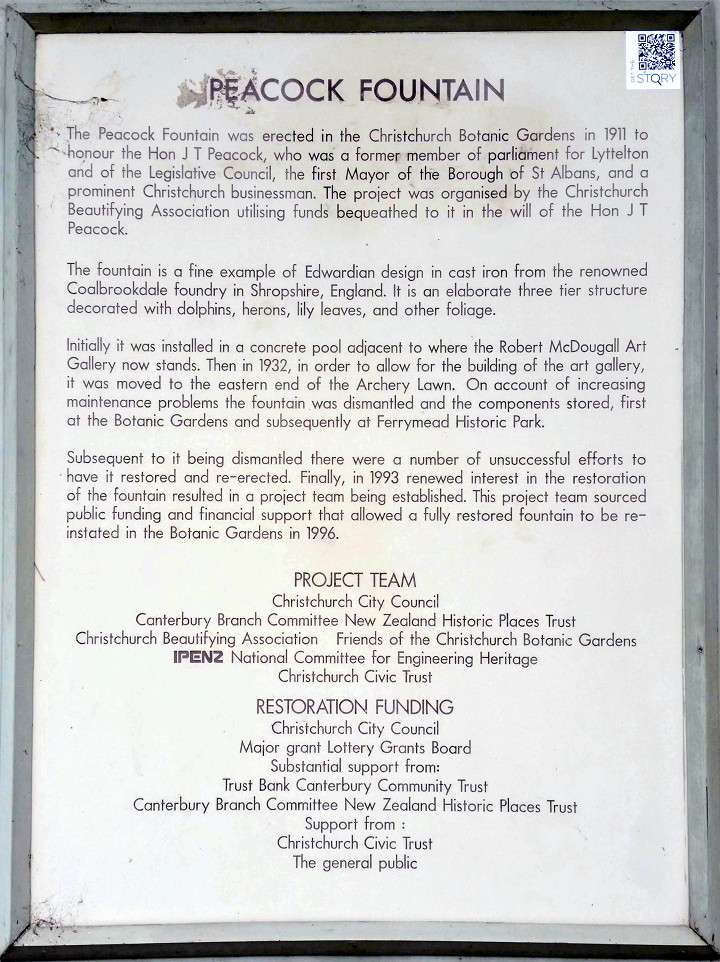 GET THE
STQRY
PEACOCK FOUNTAIN
The Peacock Fountain was erected in the Christchurch Botanic Gardens in 1911 to
honour the Hon J T Peacock, who was a former member of parliament for Lyttelton
and of the Legislative Council, the first Mayor of the Borough of St Albans, and a
prominent Christchurch businessman. The project was organised by the Christchurch
Beautifying Association utilising funds bequeathed to it in the will of the Hon J T
Peacock.
The fountain is a fine example of Edwardian design in cast iron from the renowned
Coalbrookdale foundry in Shropshire, England. It is an elaborate three tier structure
decorated with dolphins, herons, lily leaves, and other foliage.
Initially it was installed in a concrete pool adjacent to where the Robert McDougall Art
Gallery now stands. Then in 1932, in order to allow for the building of the art gallery,
it was moved to the eastern end of the Archery Lawn. On account of increasing
maintenance problems the fountain was dismantled and the components stored, first
at the Botanic Gardens and subsequently at Ferrymead Historic Park.
Subsequent to it being dismantled there were a number of unsuccessful efforts to
have it restored and re-erected. Finally, in 1993 renewed interest in the restoration
of the fountain resulted in a project team being established. This project team sourced
public funding and financial support that allowed a fully restored fountain to be re-
instated in the Botanic Gardens in 1996.
PROJECT TEAM
Christchurch City Council
Canterbury Branch Committee New Zealand Historic Places Trust
Christchurch Beautifying Association Friends of the Christchurch Botanic Gardens
IPENZ National Committee for Engineering Heritage
Christchurch Civic Trust
RESTORATION FUNDING
Christchurch City Council
Major grant Lottery Grants Board
Substantial support from:
Trust Bank Canterbury Community Trust
Canterbury Branch Committee New Zealand Historic Places Trust
Support from :
Christchurch Civic Trust
The general public